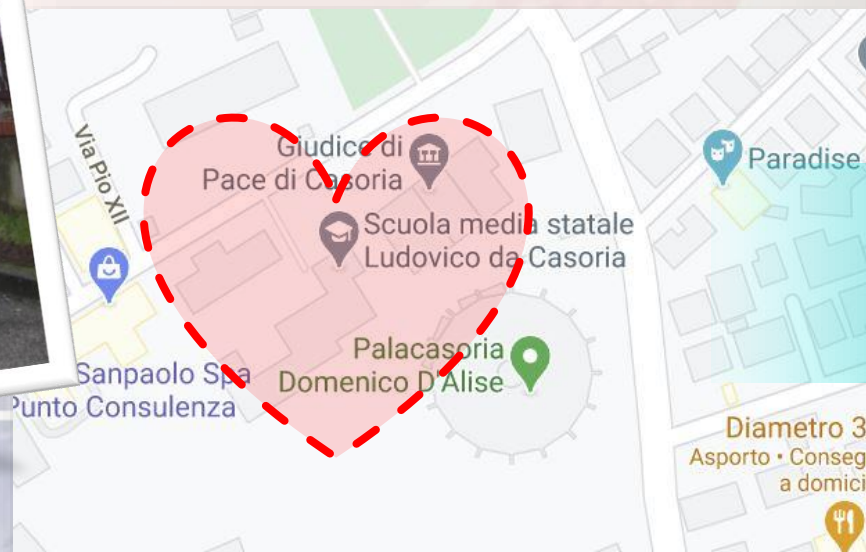 Via Pio XII
Giudice di
Pace di Casoria
Scuola media statale
Ludovico da Casoria
Paradise
Palacasoria
Domenico D'Alise
Sanpaolo Spa
Punto Consulenza
Diametro 3
Asporto • Conseg
a domici